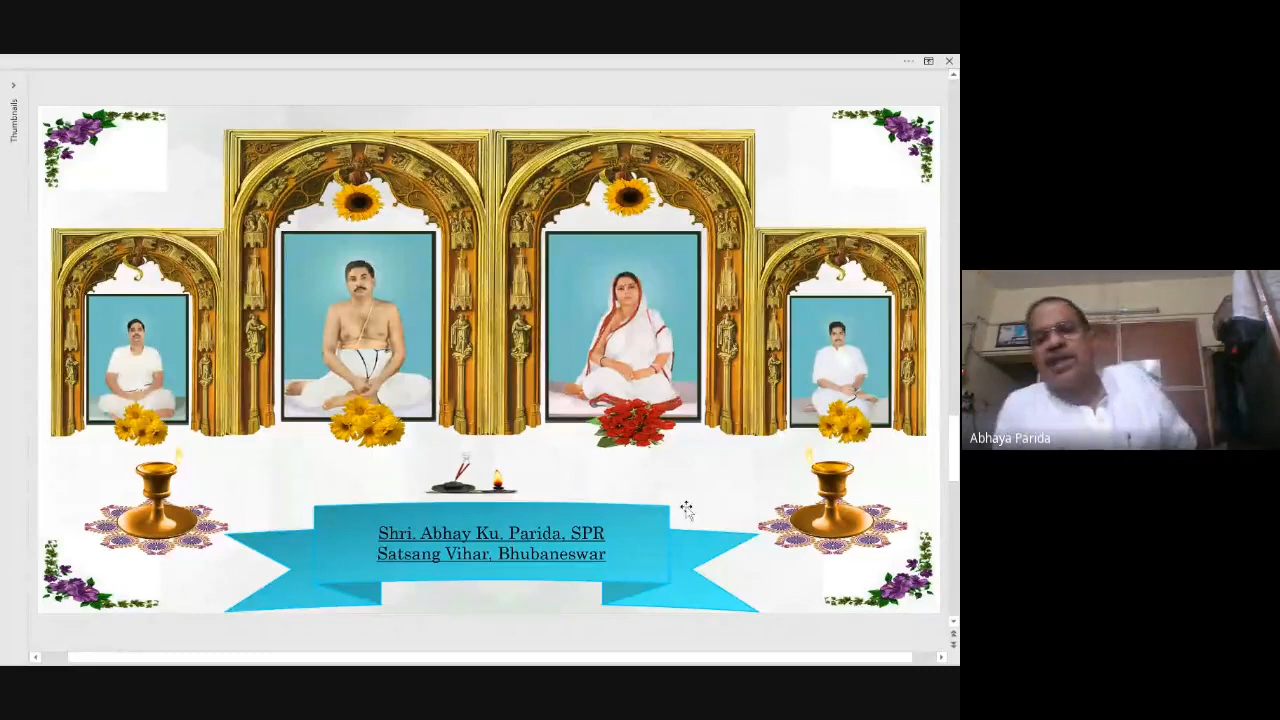 Thumbnails
Shri. Abhay Ku. Parida, SPR
Satsang Vihar, Bhubaneswar
Abhaya Parida